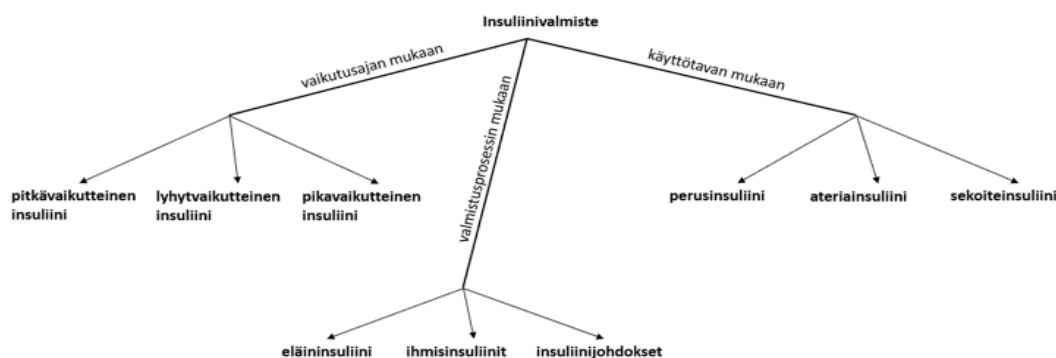 Insuliinivalmiste
vaikutusajan mukaan
käyttötavan mukaan
valmistusprosessin mukaan
pitkävaikutteinen
insuliini
lyhytvaikutteinen
insuliini
pikavaikutteinen
insuliini
perusinsuliini
ateriainsuliini
sekoiteinsuliini
eläininsuliini
ihmisinsuliinit
insuliinijohdokset